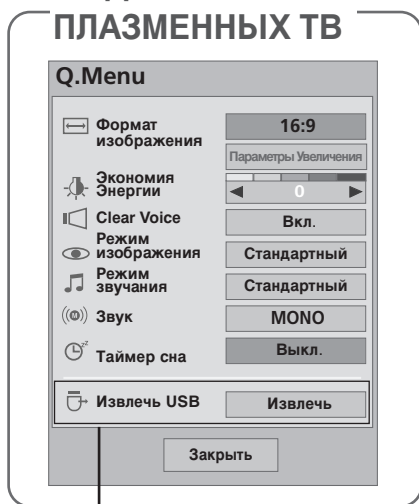 ПЛАЗМЕННЫХ ТВ
Q.Menu
Формат
изображения
16:9
Параметры Увеличения
Экономия
Энергии
0
Clear Voice
Вкл.
Режим
изображения
Стандартный
Режим
звучания
Стандартный
Звук
MONO
Таймер сна
Выкл.
Извлечь USB
Извлечь
Закрыть